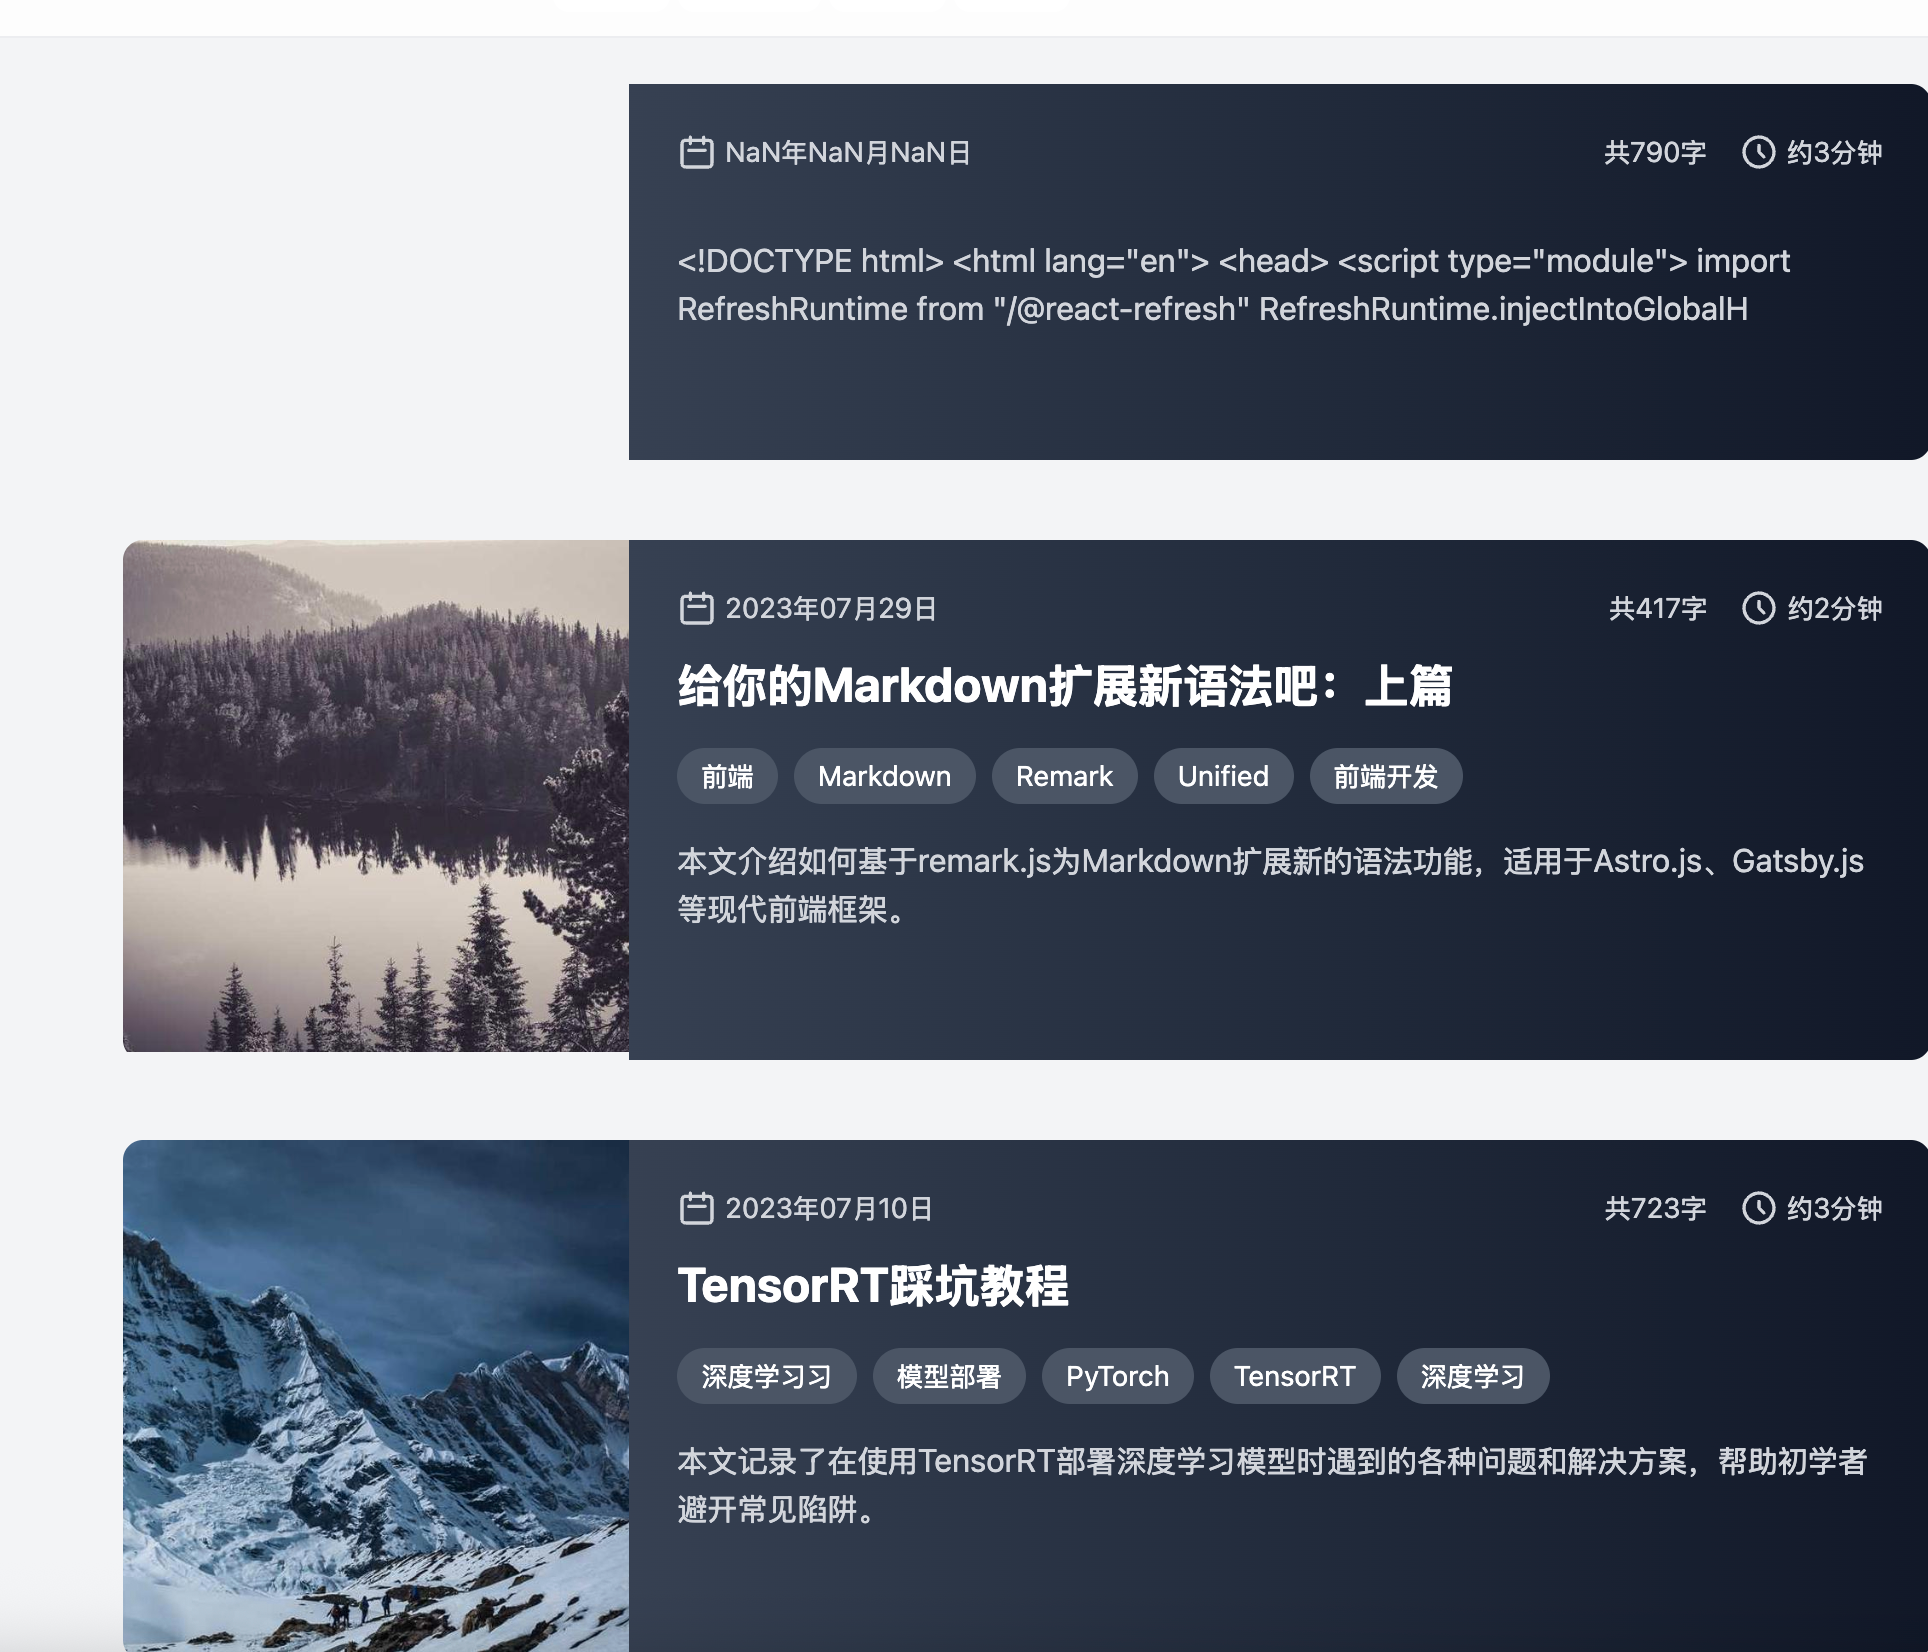 NaN年NaN月NaN日 共790字 约3分钟
<!DOCTYPE html> <html lang="en"> <head> <script type="module"> import
RefreshRuntime from "/@react-refresh" RefreshRuntime.injectIntoGlobalH
2023年07月29日 共417字 约2分钟
给你的Markdown扩展新语法吧：上篇
前端 Markdown Remark Unified 前端开发
本文介绍如何基于remark.js为Markdown扩展新的语法功能，适用于Astro.js、Gatsby.js
等现代前端框架。
2023年07月10日 共723字 约3分钟
TensorRT踩坑教程
深度学习习 模型部署 PyTorch TensorRT 深度学习
本文记录了在使用TensorRT部署深度学习模型时遇到的各种问题和解决方案，帮助初学者
避开常见陷阱。